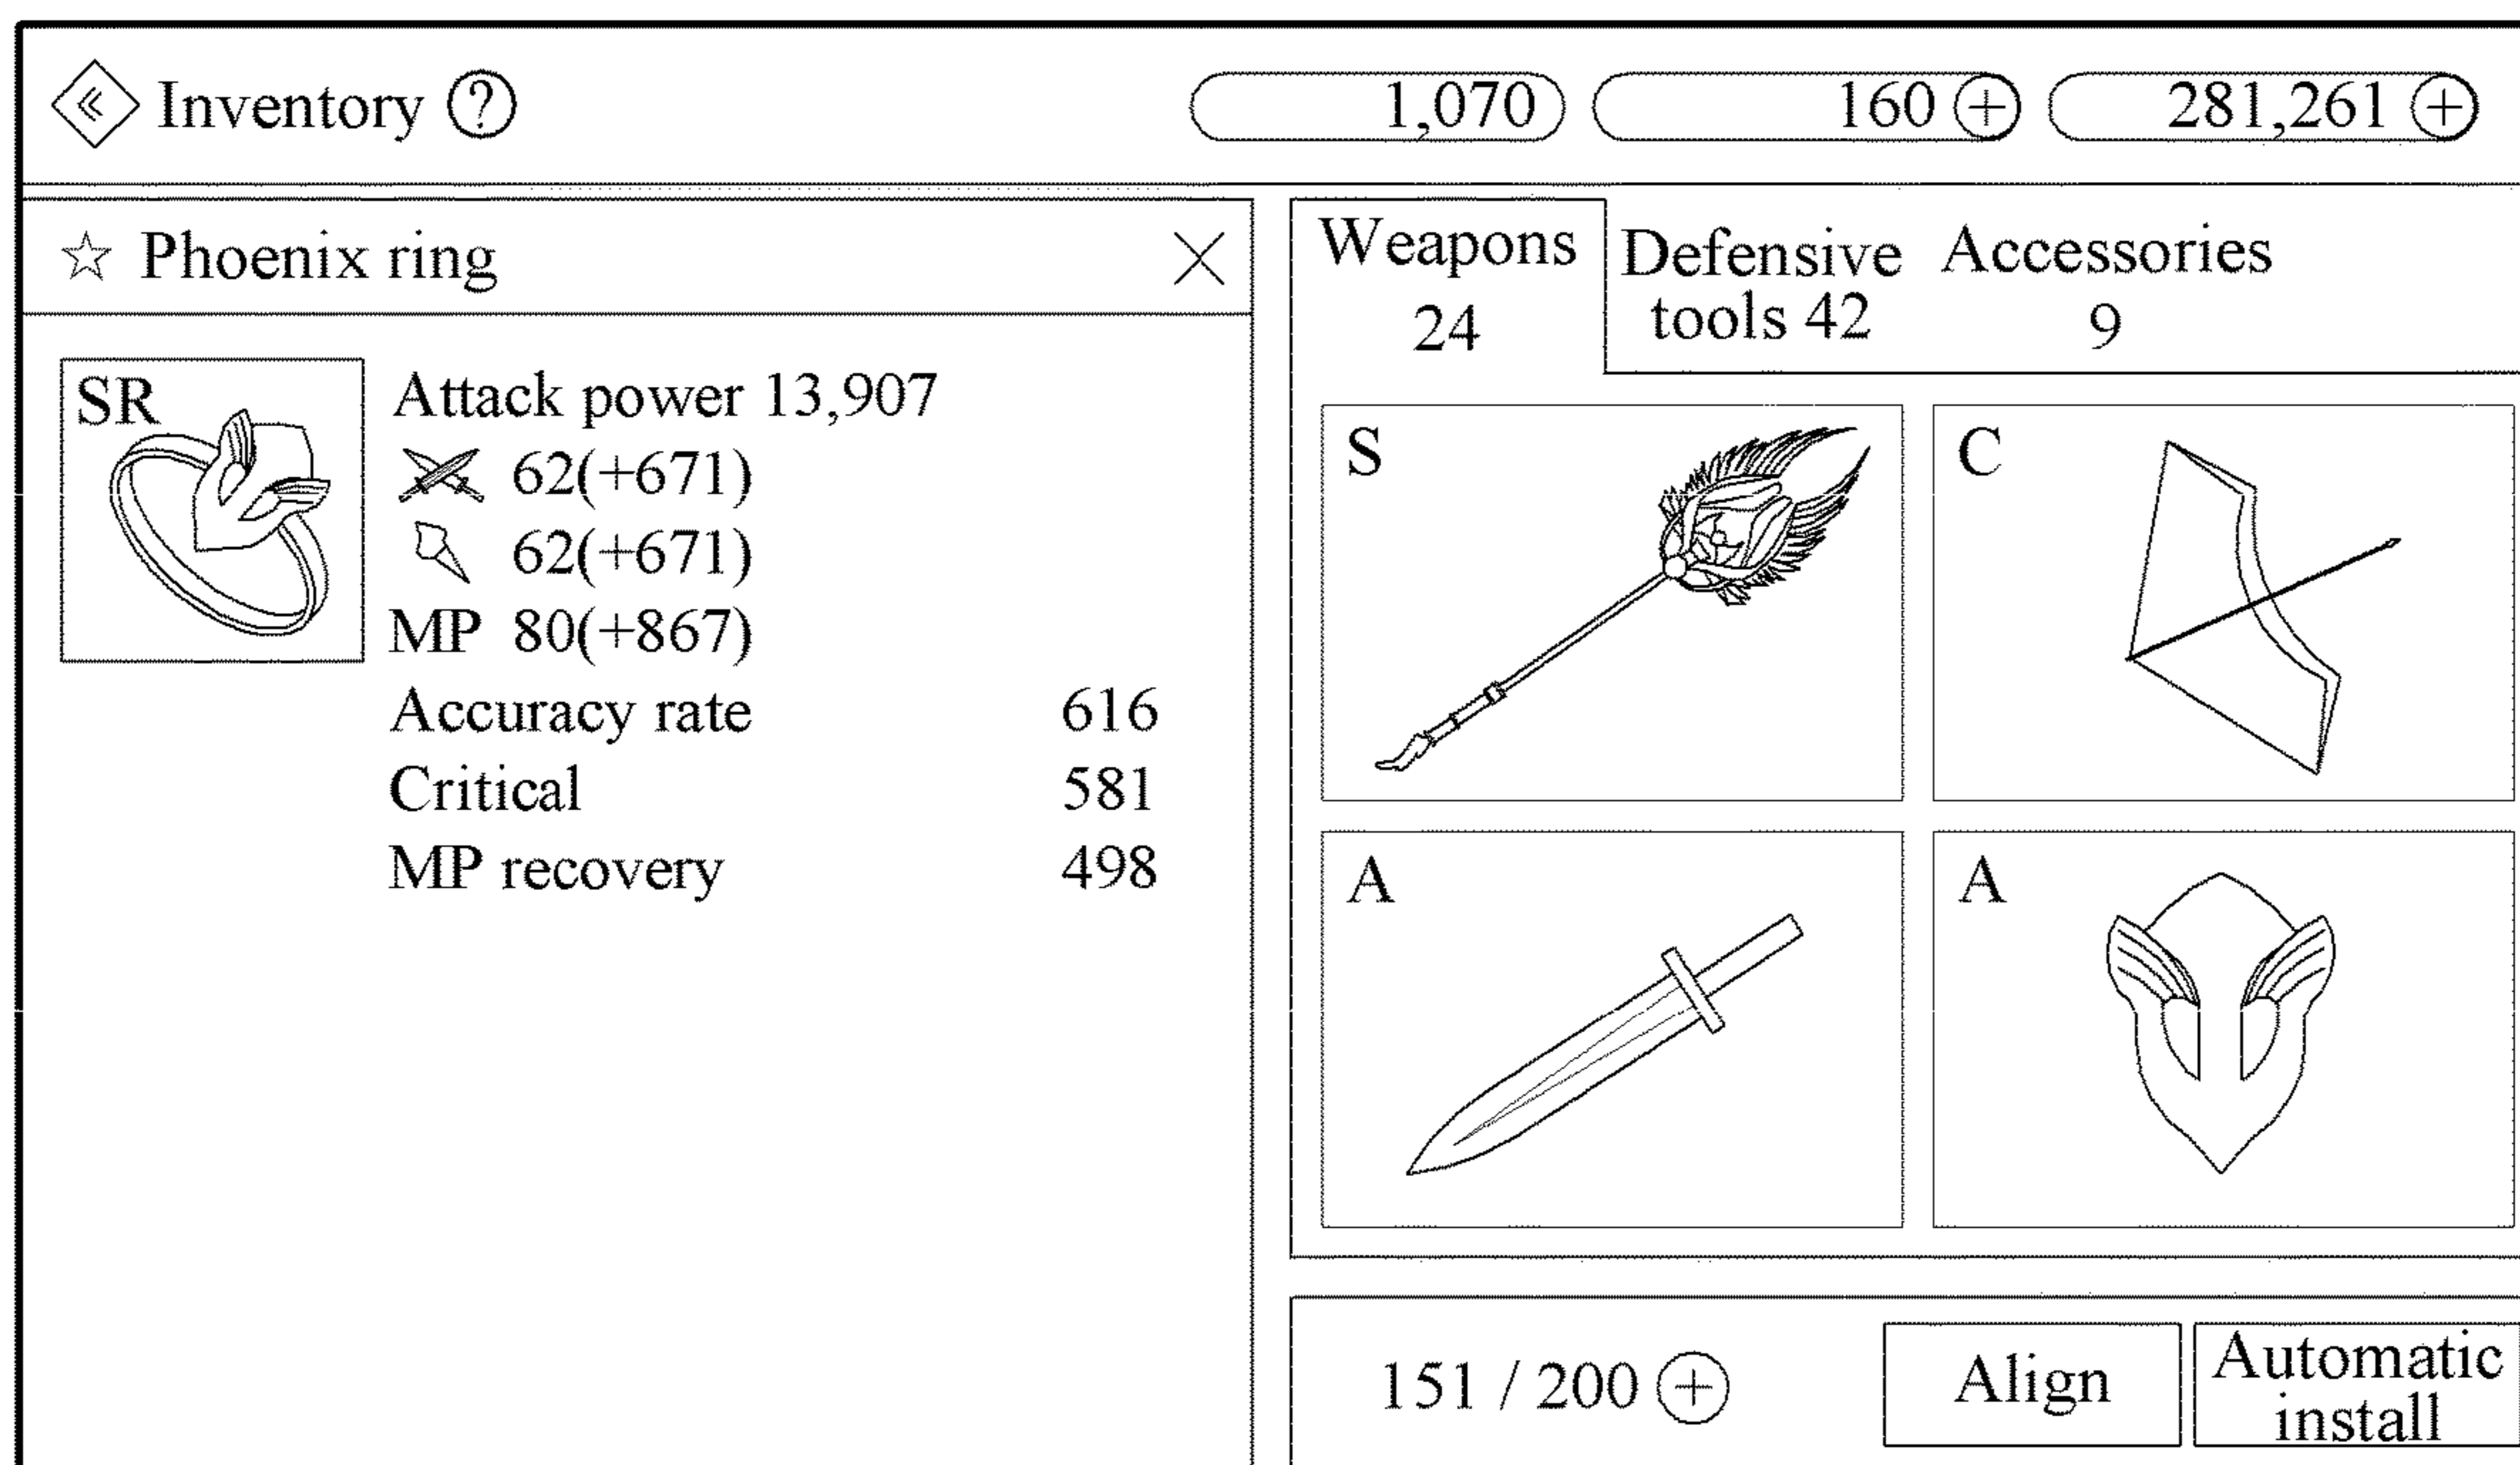 Inventory ?
1,070
160 +
281,261 +
Phoenix ring
SR
Attack power 13,907
62(+671)
62(+671)
MP 80(+867)
Accuracy rate 616
Critical 581
MP recovery 498
Weapons
24
Defensive
tools 42
Accessories
9
S
C
A
A
151 / 200 +
Align
Automatic
install